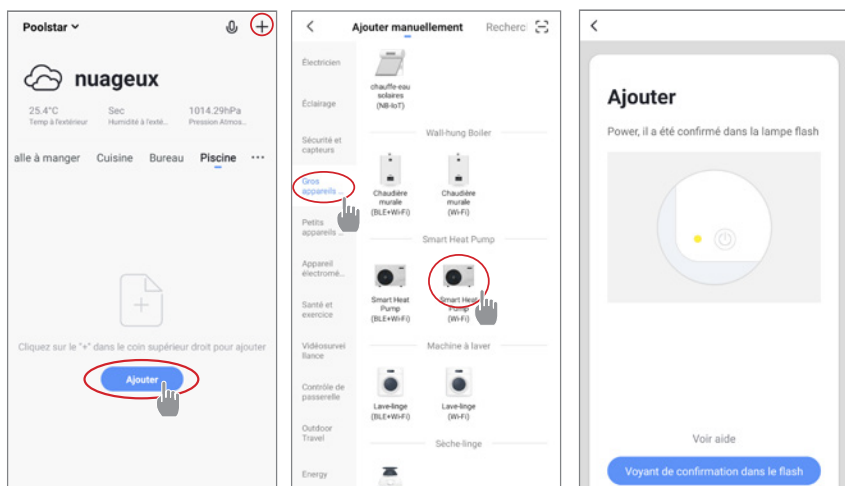 Poolstar
nuageux
25.4°C Sec 1014.29hPa
Temp à l'extérieur Humidité à l'exté... Pression Atmos...
alle à manger Cuisine Bureau Piscine ...
Cliquez sur le "+" dans le coin supérieur droit pour ajouter
Ajouter
Ajouter manuellement Recherc
Électricien
Éclairage
Sécurité et
capteurs
Gros
appareils ...
Petits
appareils ...
Appareil
électromé...
Santé et
exercice
Vidéosurvei
llance
Contrôle de
passerelle
Outdoor
Travel
Energy
chauffe-eau
solaires
(NB-IoT)
Wall-hung Boiler
Chaudière
murale
(BLE+Wi-Fi)
Chaudière
murale
(Wi-Fi)
Smart Heat Pump
Smart Heat
Pump
(BLE+Wi-Fi)
Smart Heat
Pump
(Wi-Fi)
Machine à laver
Lave-linge
(BLE+Wi-Fi)
Lave-linge
(Wi-Fi)
Sèche-linge
Ajouter
Power, il a été confirmé dans la lampe flash
Voir aide
Voyant de confirmation dans le flash